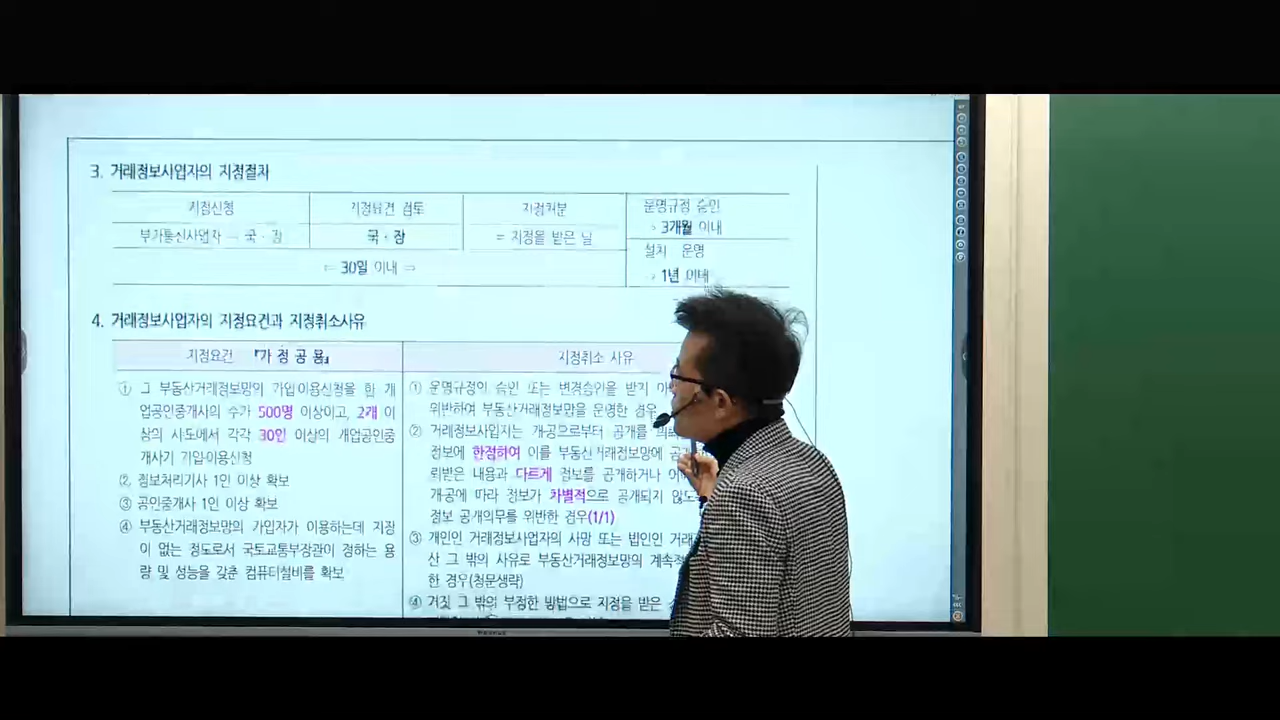 3. 거래정보사업자의 지정절차
지정신청 지정요건 검토 지정처분 운영규정 승인
부가통신사업자 → 국·장 국·장 = 지정을 받은 날 → 3개월 이내
설치 운영
⇐ 30일 이내 ⇒ → 1년 이내
4. 거래정보사업자의 지정요건과 지정취소사유
지정요건 『가 정 공 용』
① 그 부동산거래정보망의 가입·이용신청을 한 개
업공인중개사의 수가 500명 이상이고, 2개 이
상의 시·도에서 각각 30인 이상의 개업공인중
개사가 가입·이용신청
② 정보처리기사 1인 이상 확보
③ 공인중개사 1인 이상 확보
④ 부동산거래정보망의 가입자가 이용하는데 지장
이 없는 정도로서 국토교통부장관이 정하는 용
량 및 성능을 갖춘 컴퓨터설비를 확보
지정취소 사유
① 운영규정의 승인 또는 변경승인을 받지
위반하여 부동산거래정보망을 운영한 경우
② 거래정보사업자는 개공으로부터 공개를
정보에 한정하여 이를 부동산거래정보망에
뢰받은 내용과 다르게 정보를 공개하거나
개공에 따라 정보가 차별적으로 공개되지
정보 공개의무를 위반한 경우(1/1)
③ 개인인 거래정보사업자의 사망 또는 법인인
산 그 밖의 사유로 부동산거래정보망의 계속적
한 경우(청문생략)
④ 거짓 그 밖의 부정한 방법으로 지정을 받은